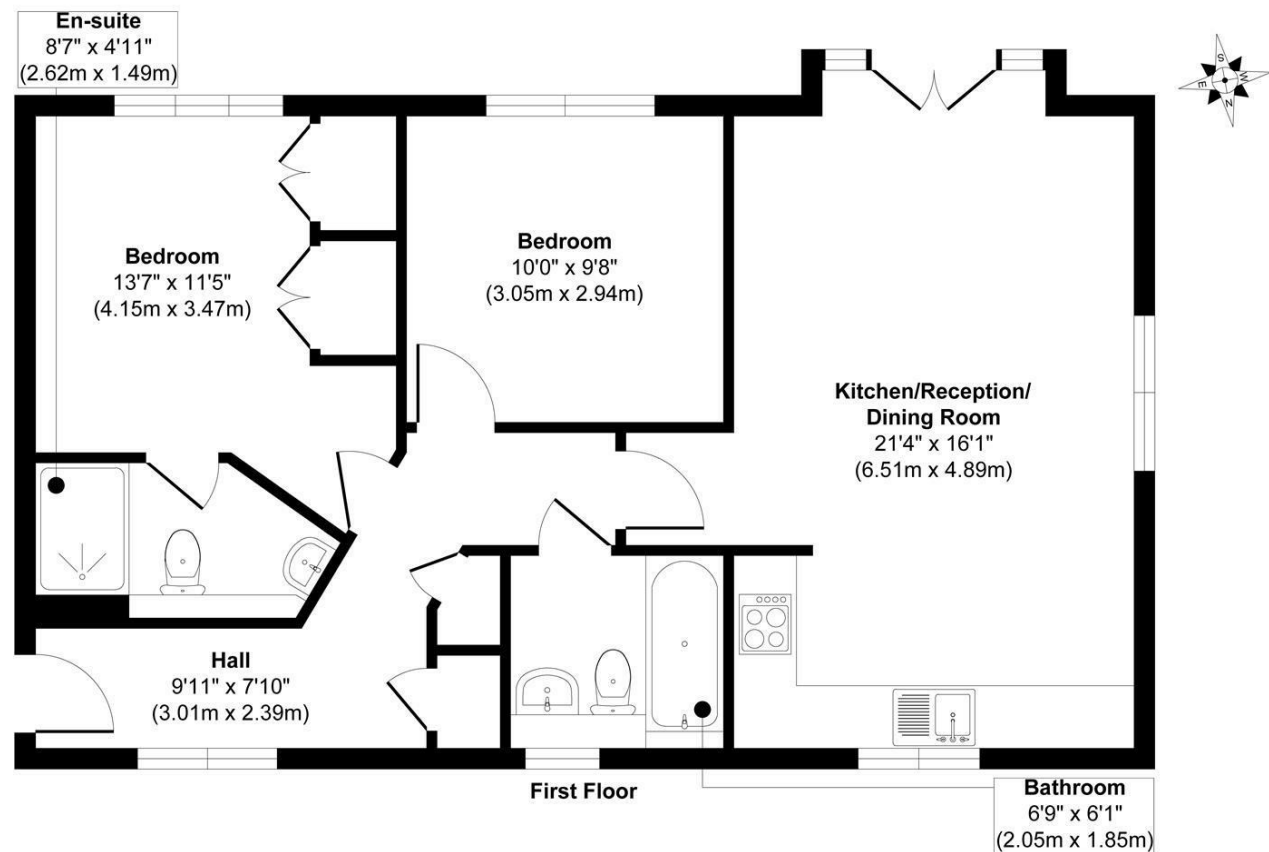 En-suite
8'7" x 4'11"
(2.62m x 1.49m)
S
W
E
N
Bedroom
13'7" x 11'5"
(4.15m x 3.47m)
Bedroom
10'0" x 9'8"
(3.05m x 2.94m)
Kitchen/Reception/
Dining Room
21'4" x 16'1"
(6.51m x 4.89m)
Hall
9'11" x 7'10"
(3.01m x 2.39m)
First Floor
Bathroom
6'9" x 6'1"
(2.05m x 1.85m)